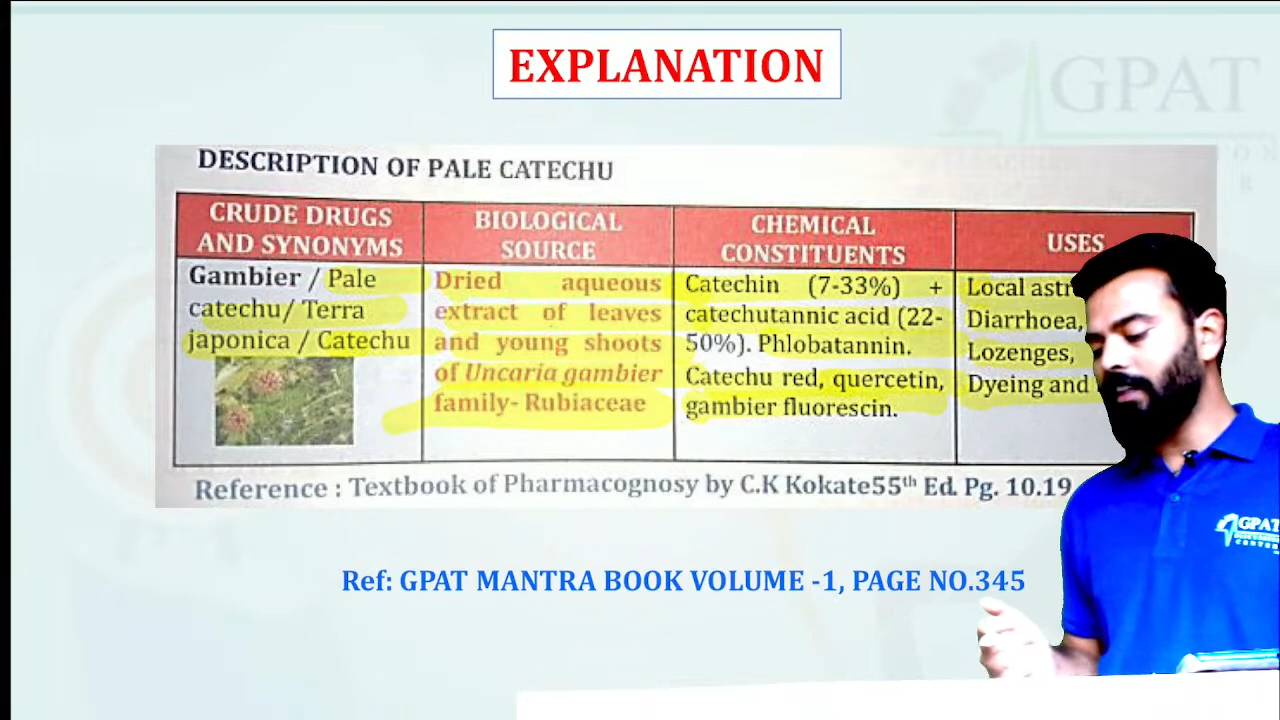 EXPLANATION
GPAT
DESCRIPTION OF PALE CATECHU
CRUDE DRUGS
AND SYNONYMS
BIOLOGICAL
SOURCE
CHEMICAL
CONSTITUENTS
USES
Gambier / Pale
catechu/ Terra
japonica / Catechu
Dried aqueous
extract of leaves
and young shoots
of Uncaria gambier
family- Rubiaceae
Catechin (7-33%) +
catechutannic acid (22-
50%). Phlobatannin.
Catechu red, quercetin,
gambier fluorescin.
Local
Diarrhoea,
Lozenges,
Dyeing and
Reference : Textbook of Pharmacognosy by C.K Kokate55th Ed. Pg. 10.19
Ref: GPAT MANTRA BOOK VOLUME -1, PAGE NO.345
GPAT